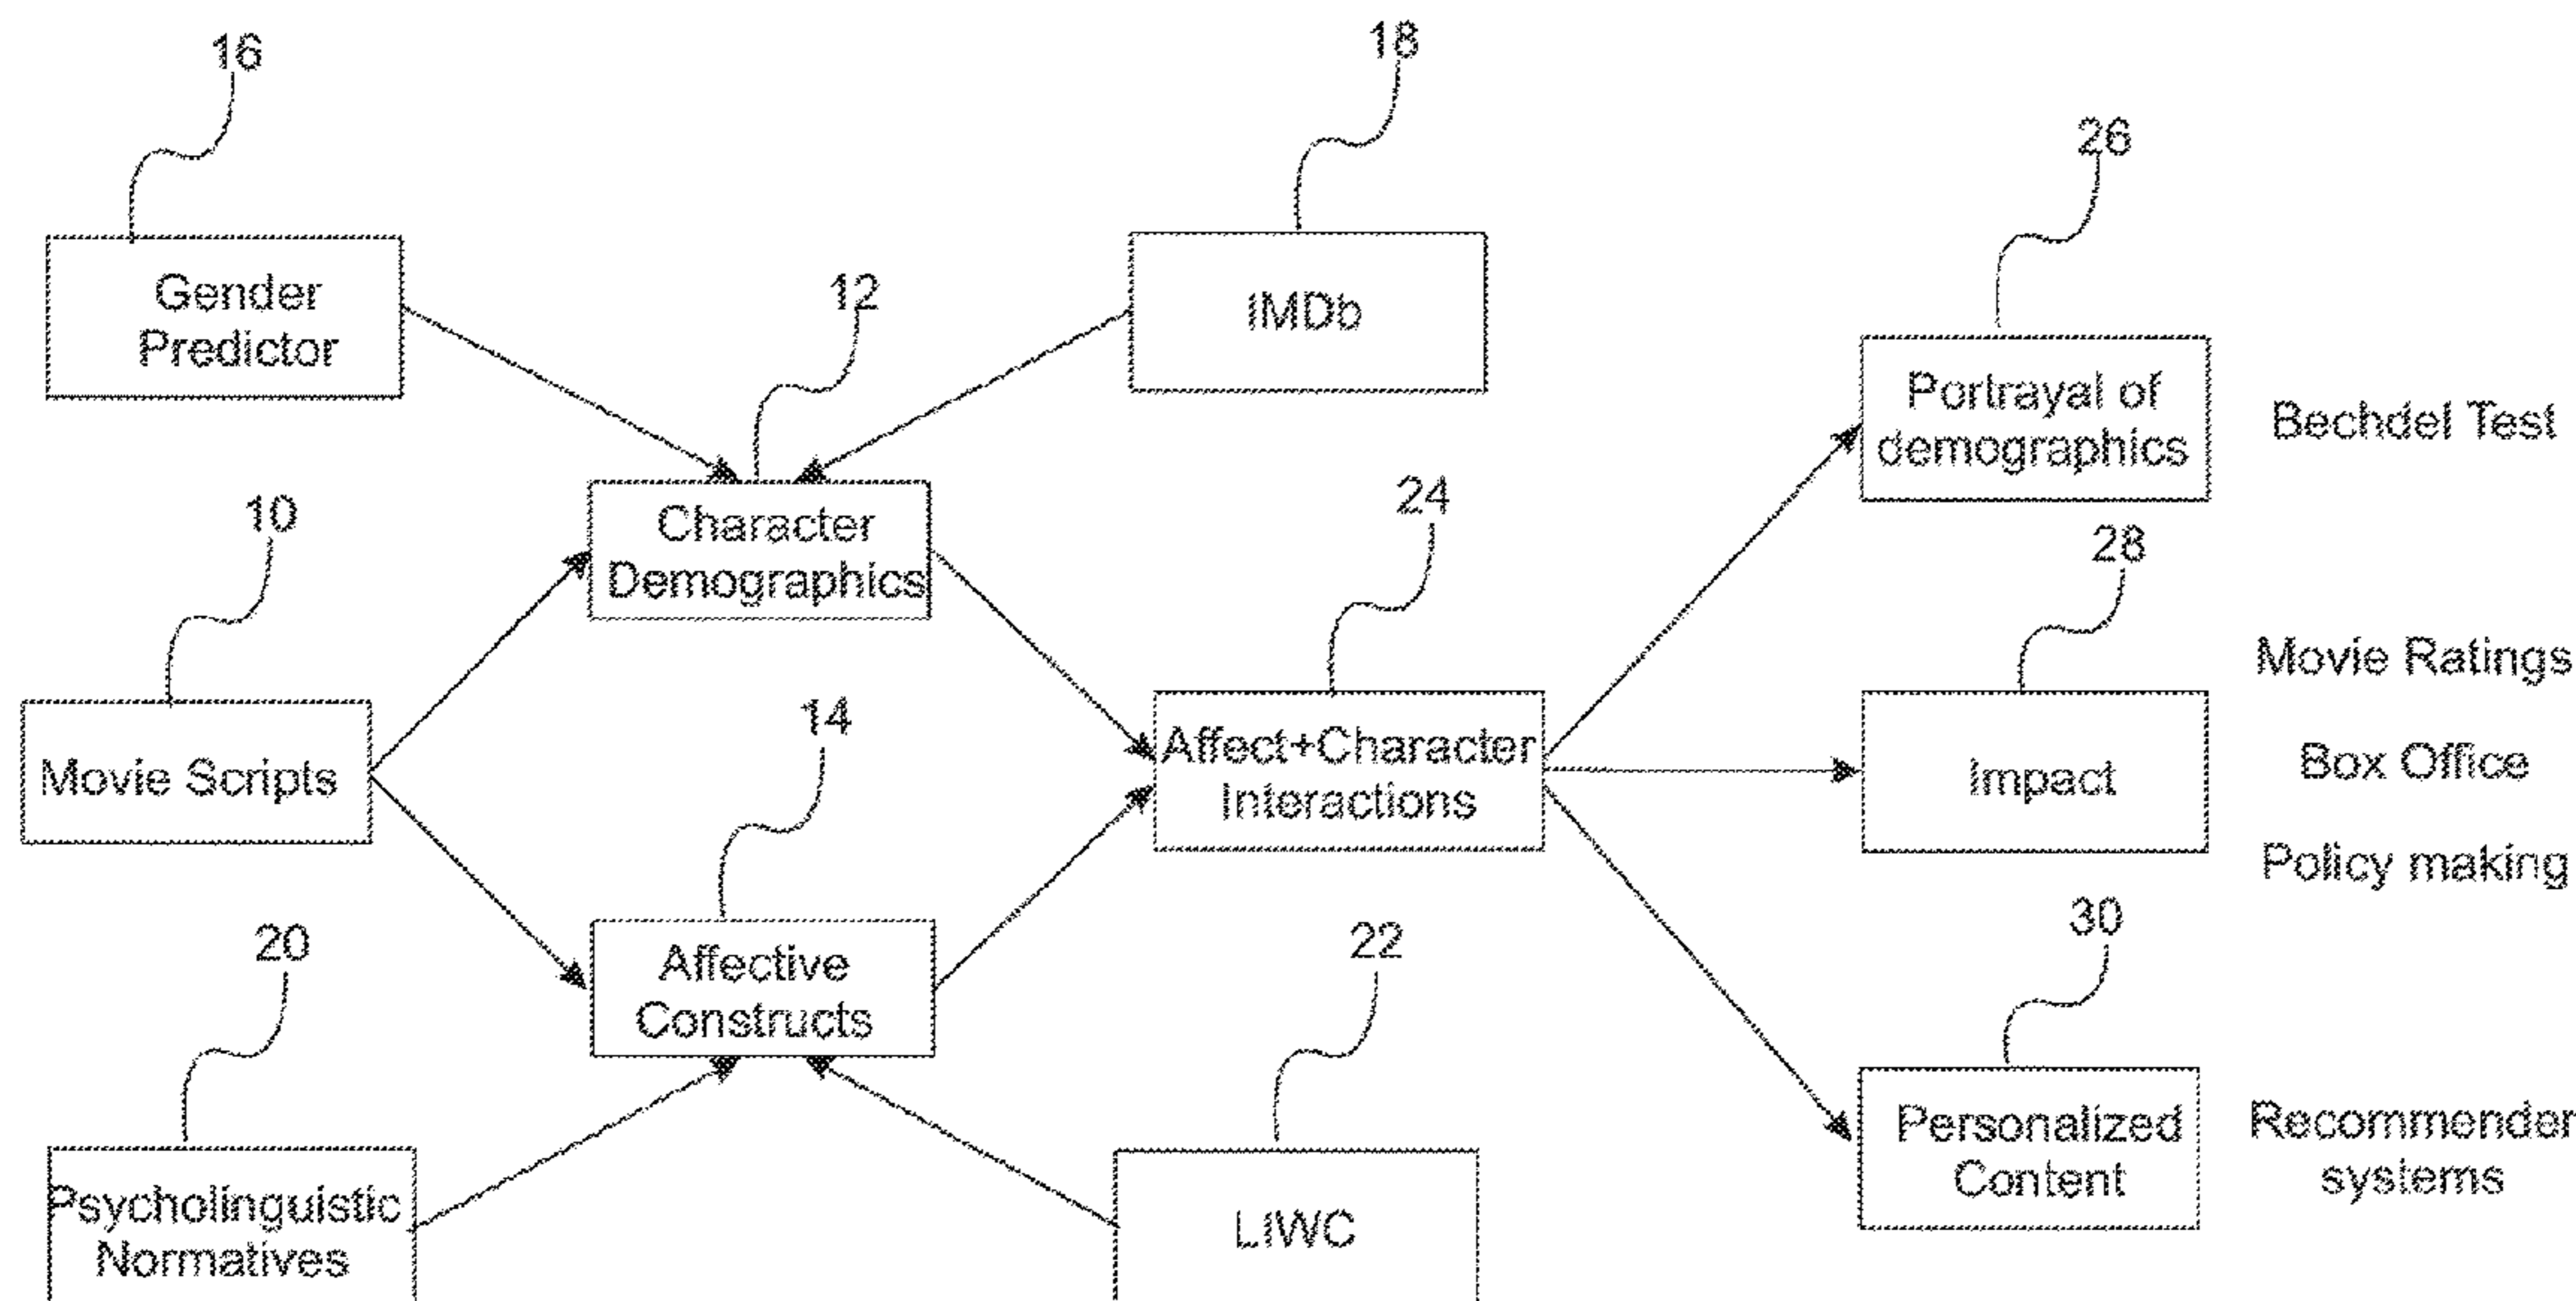 16
18
26
Gender
Predictor
12
IMDb
Portrayal of
demographics
Bechdel Test
10
Character
Demographics
24
28
Movie Ratings
Movie Scripts
14
Affect+Character
Interactions
Impact
Box Office
Policy making
20
Affective
Constructs
22
30
Psycholinguistic
Normatives
LIWC
Personalized
Content
Recommender
systems